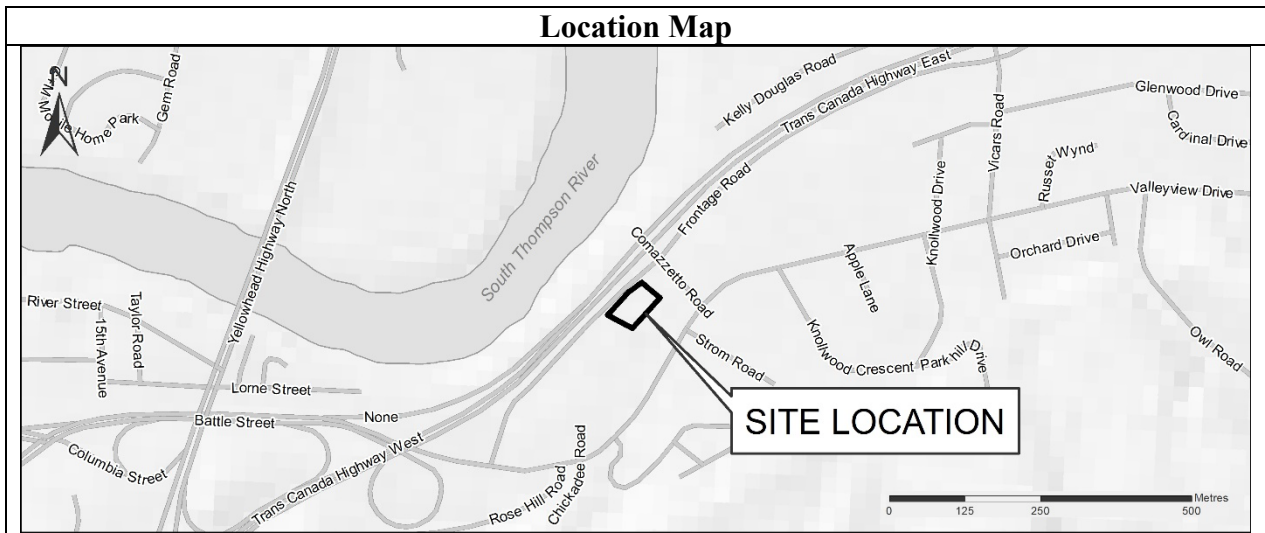 Location Map
N
Mobile Home Park
Gem Road
Yellowhead Highway North
South Thompson River
Kelly Douglas Road
Trans Canada Highway East
Frontage Road
Comazzetto Road
Glenwood Drive
Cardinal Drive
Vicars Road
Russet Wynd
Valleyview Drive
Knollwood Drive
Orchard Drive
Apple Lane
Owl Road
Knollwood Crescent
Parkhill Drive
Strom Road
River Street
Taylor Road
15th Avenue
Lorne Street
Battle Street
None
Columbia Street
Trans Canada Highway West
Rose Hill Road
Chickadee Road
SITE LOCATION
Metres
0 125 250 500